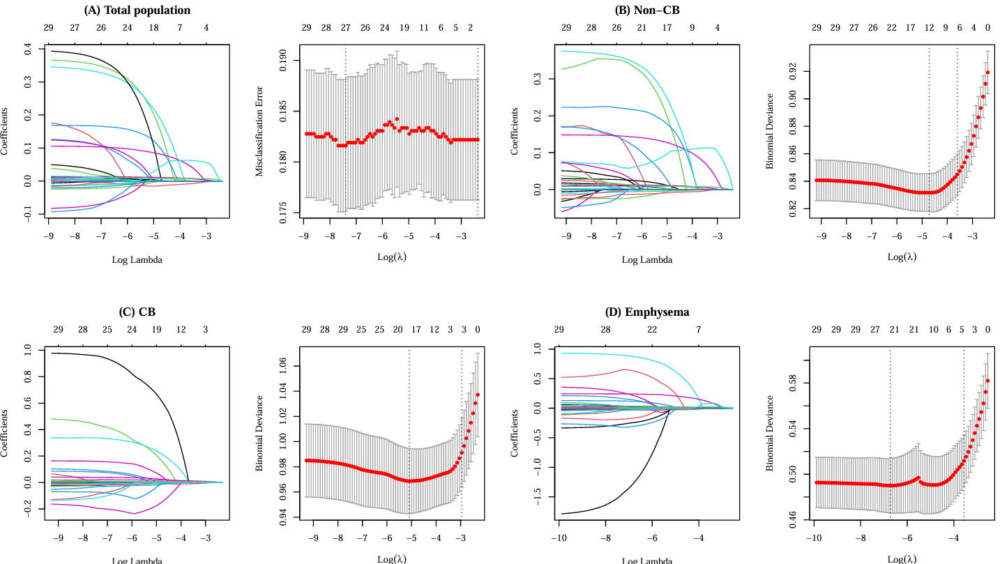 (A) Total population
29 27 26 24 18 7 4
Coefficients
0.4
0.3
0.2
0.1
0.0
−0.1
−9 −8 −7 −6 −5 −4 −3
Log Lambda
29 28 27 26 24 19 11 6 5 2
Misclassification Error
0.190
0.185
0.180
0.175
−9 −8 −7 −6 −5 −4 −3
Log(λ)
(B) Non−CB
29 28 26 21 17 9 4
Coefficients
0.3
0.2
0.1
0.0
−9 −8 −7 −6 −5 −4 −3
Log Lambda
29 29 27 26 22 17 12 9 6 4 0
Binomial Deviance
0.92
0.90
0.88
0.86
0.84
0.82
−9 −8 −7 −6 −5 −4 −3
Log(λ)
(C) CB
29 28 25 24 19 12 3
Coefficients
1.0
0.8
0.6
0.4
0.2
0.0
−0.2
−9 −8 −7 −6 −5 −4 −3
Log Lambda
29 28 29 25 25 20 17 12 3 3 0
Binomial Deviance
1.06
1.04
1.02
1.00
0.98
0.96
0.94
−9 −8 −7 −6 −5 −4 −3
Log(λ)
(D) Emphysema
29 28 22 7
Coefficients
1.0
0.5
0.0
−0.5
−1.0
−1.5
−10 −8 −6 −4
Log Lambda
29 29 29 27 21 21 10 6 5 3 0
Binomial Deviance
0.58
0.54
0.50
0.46
−10 −8 −6 −4
Log(λ)